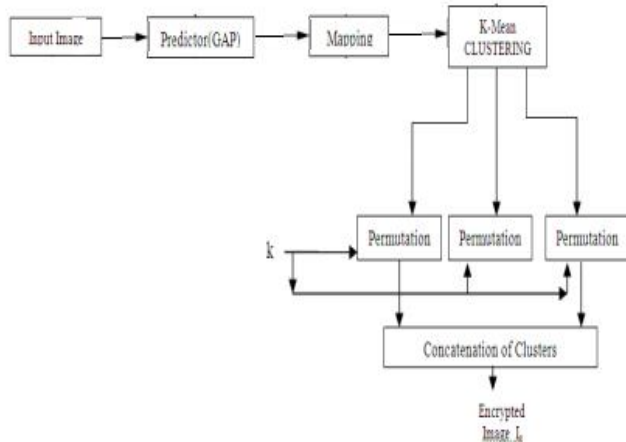 Input Image
Predictor(GAP)
Mapping
K-Mean
CLUSTERING
Permutation
Permutation
Permutation
k
Concatenation of Clusters
Encrypted
Image